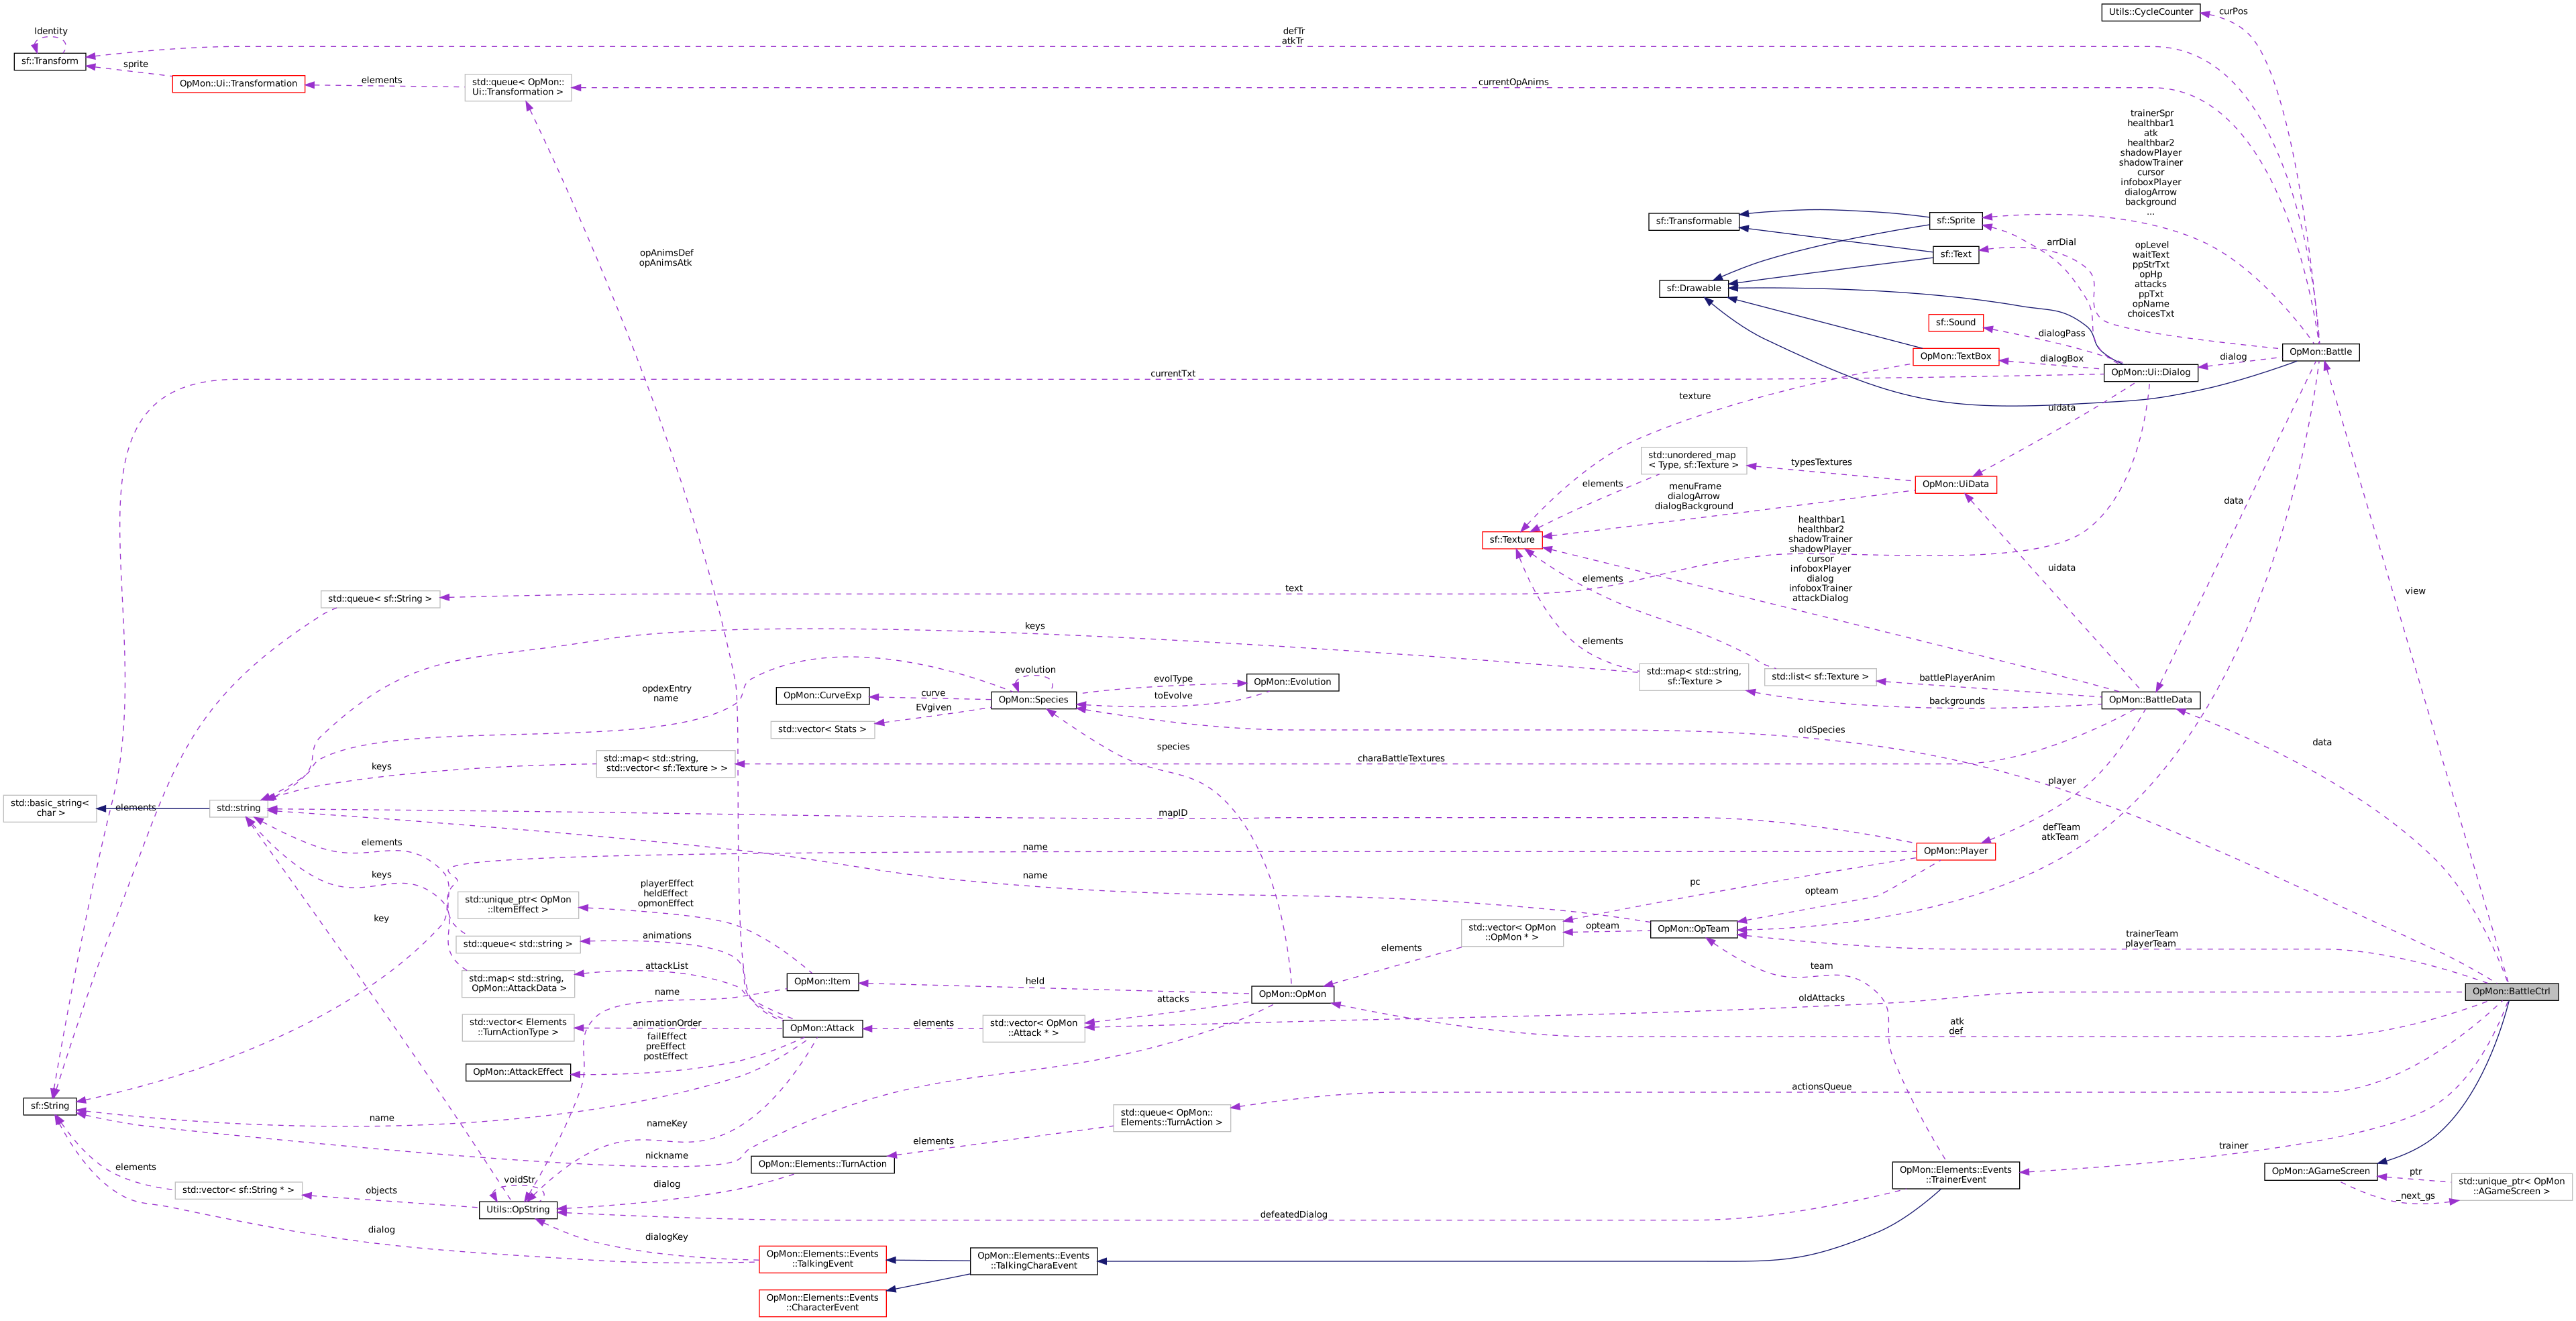 Utils::CycleCounter
curPos
Identity
sf::Transform
defTr
atkTr
sprite
OpMon::Ui::Transformation
elements
std::queue< OpMon::
Ui::Transformation >
currentOpAnims
trainerSpr
healthbar1
atk
healthbar2
shadowPlayer
shadowTrainer
cursor
infoboxPlayer
dialogArrow
background
...
sf::Transformable
sf::Sprite
arrDial
sf::Text
opLevel
waitText
ppStrTxt
opHp
attacks
ppTxt
opName
choicesTxt
opAnimsDef
opAnimsAtk
sf::Drawable
sf::Sound
dialogPass
OpMon::TextBox
dialogBox
OpMon::Ui::Dialog
dialog
OpMon::Battle
currentTxt
texture
uidata
std::unordered_map
< Type, sf::Texture >
typesTextures
elements
menuFrame
dialogArrow
dialogBackground
OpMon::UiData
data
sf::Texture
healthbar1
healthbar2
shadowTrainer
shadowPlayer
cursor
infoboxPlayer
dialog
infoboxTrainer
attackDialog
uidata
elements
view
std::queue< sf::String >
text
keys
elements
evolution
opdexEntry
name
OpMon::CurveExp
curve
OpMon::Species
evolType
toEvolve
OpMon::Evolution
std::map< std::string,
sf::Texture >
std::list< sf::Texture >
battlePlayerAnim
backgrounds
OpMon::BattleData
std::vector< Stats >
EVgiven
oldSpecies
species
data
keys
std::map< std::string,
std::vector< sf::Texture > >
charaBattleTextures
player
std::basic_string<
char >
elements
std::string
mapID
defTeam
atkTeam
elements
name
OpMon::Player
keys
name
pc
opteam
playerEffect
heldEffect
opmonEffect
std::unique_ptr< OpMon
::ItemEffect >
key
std::vector< OpMon
::OpMon * >
opteam
OpMon::OpTeam
trainerTeam
playerTeam
std::queue< std::string >
animations
elements
attackList
std::map< std::string,
OpMon::AttackData >
OpMon::Item
held
team
name
attacks
OpMon::OpMon
oldAttacks
OpMon::BattleCtrl
std::vector< Elements
::TurnActionType >
animationOrder
OpMon::Attack
elements
std::vector< OpMon
::Attack * >
atk
def
failEffect
preEffect
postEffect
OpMon::AttackEffect
actionsQueue
sf::String
name
nameKey
std::queue< OpMon::
Elements::TurnAction >
elements
nickname
trainer
elements
OpMon::Elements::TurnAction
OpMon::Elements::Events
::TrainerEvent
OpMon::AGameScreen
ptr
_next_gs
std::unique_ptr< OpMon
::AGameScreen >
std::vector< sf::String * >
objects
voidStr
dialog
Utils::OpString
defeatedDialog
dialog
dialogKey
OpMon::Elements::Events
::TalkingEvent
OpMon::Elements::Events
::TalkingCharaEvent
OpMon::Elements::Events
::CharacterEvent